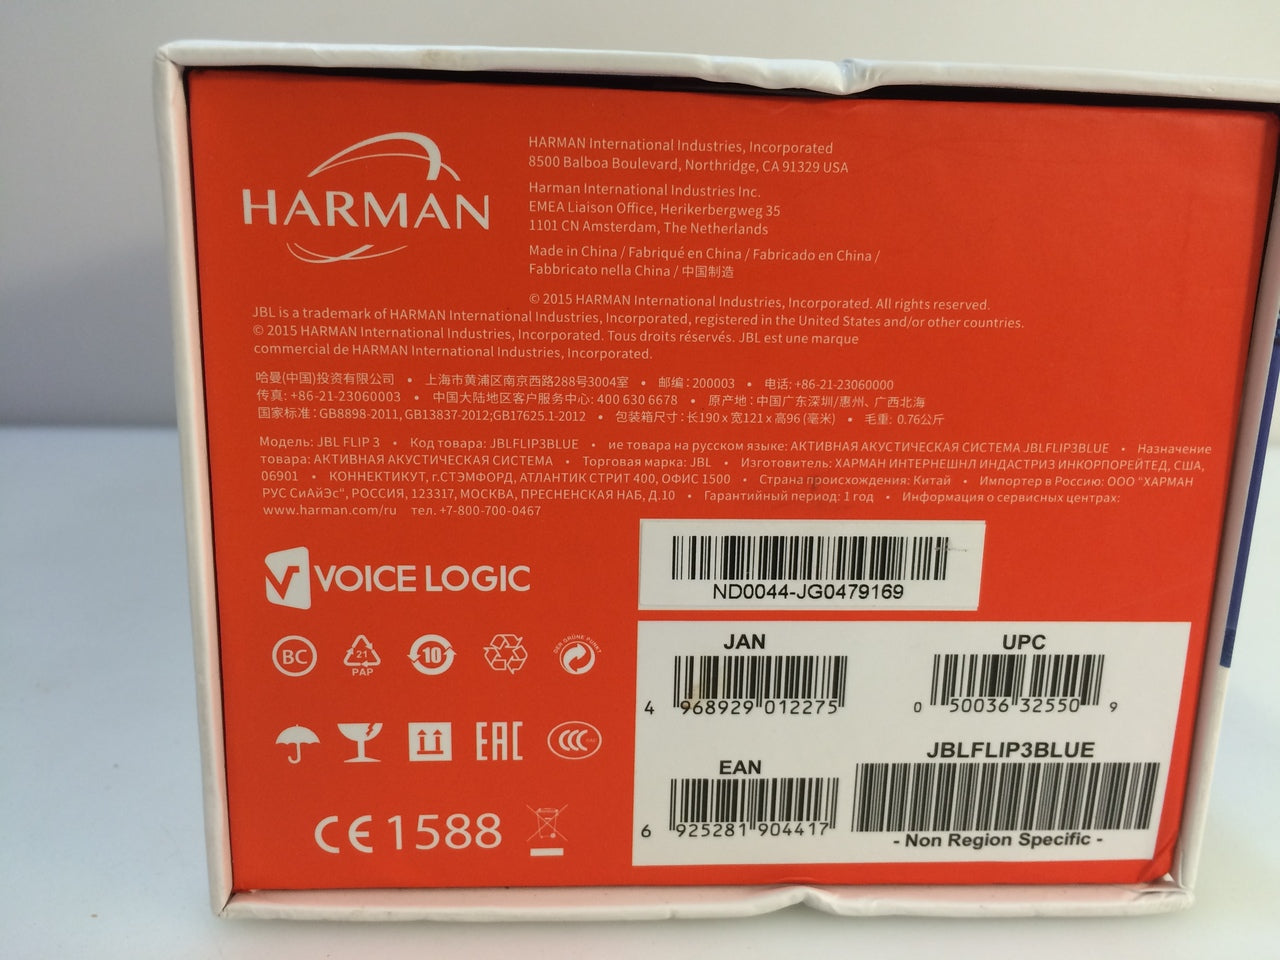 HARMAN
HARMAN International Industries, Incorporated
8500 Balboa Boulevard, Northridge, CA 91329 USA
Harman International Industries Inc.
EMEA Liaison Office, Herikerbergweg 35
1101 CN Amsterdam, The Netherlands
Made in China / Fabriqué en China / Fabricado en China /
Fabbricato nella China / 中国制造
© 2015 HARMAN International Industries, Incorporated. All rights reserved.
JBL is a trademark of HARMAN International Industries, Incorporated, registered in the United States and/or other countries.
© 2015 HARMAN International Industries, Incorporated. Tous droits réservés. JBL est une marque
commercial de HARMAN International Industries, Incorporated.
哈曼(中国)投资有限公司 • 上海市黄浦区南京西路288号3004室 • 邮编：200003 • 电话: +86-21-23060000
传真: +86-21-23060003 • 中国大陆地区客户服务中心: 400 630 6678 • 原产地：中国广东深圳/惠州、广西北海
国家标准：GB8898-2011, GB13837-2012;GB17625.1-2012 • 包装箱尺寸：长190 x 宽121 x 高96 (毫米) • 毛重: 0.76公斤
Модель: JBL FLIP 3 • Код товара: JBLFLIP3BLUE • ие товара на русском языке: АКТИВНАЯ АКУСТИЧЕСКАЯ СИСТЕМА JBLFLIP3BLUE • Назначение
товара: АКТИВНАЯ АКУСТИЧЕСКАЯ СИСТЕМА • Торговая марка: JBL • Изготовитель: ХАРМАН ИНТЕРНЕШНЛ ИНДАСТРИЗ ИНКОРПОРЕЙТЕД, США,
06901 • КОННЕКТИКУТ, г.СТЭМФОРД, АТЛАНТИК СТРИТ 400, ОФИС 1500 • Страна происхождения: Китай • Импортер в Россию: ООО "ХАРМАН
РУС СиАйЭс", РОССИЯ, 123317, МОСКВА, ПРЕСНЕНСКАЯ НАБ, Д.10 • Гарантийный период: 1 год • Информация о сервисных центрах:
www.harman.com/ru тел. +7-800-700-0467
VOICE LOGIC
ND0044-JG0479169
BC
21
PAP
10
DER GRÜNE PUNKT
EAC
CCC
CE 1588
JAN
4 968929 012275
UPC
0 50036 32550 9
EAN
6 925281 904417
JBLFLIP3BLUE
- Non Region Specific -